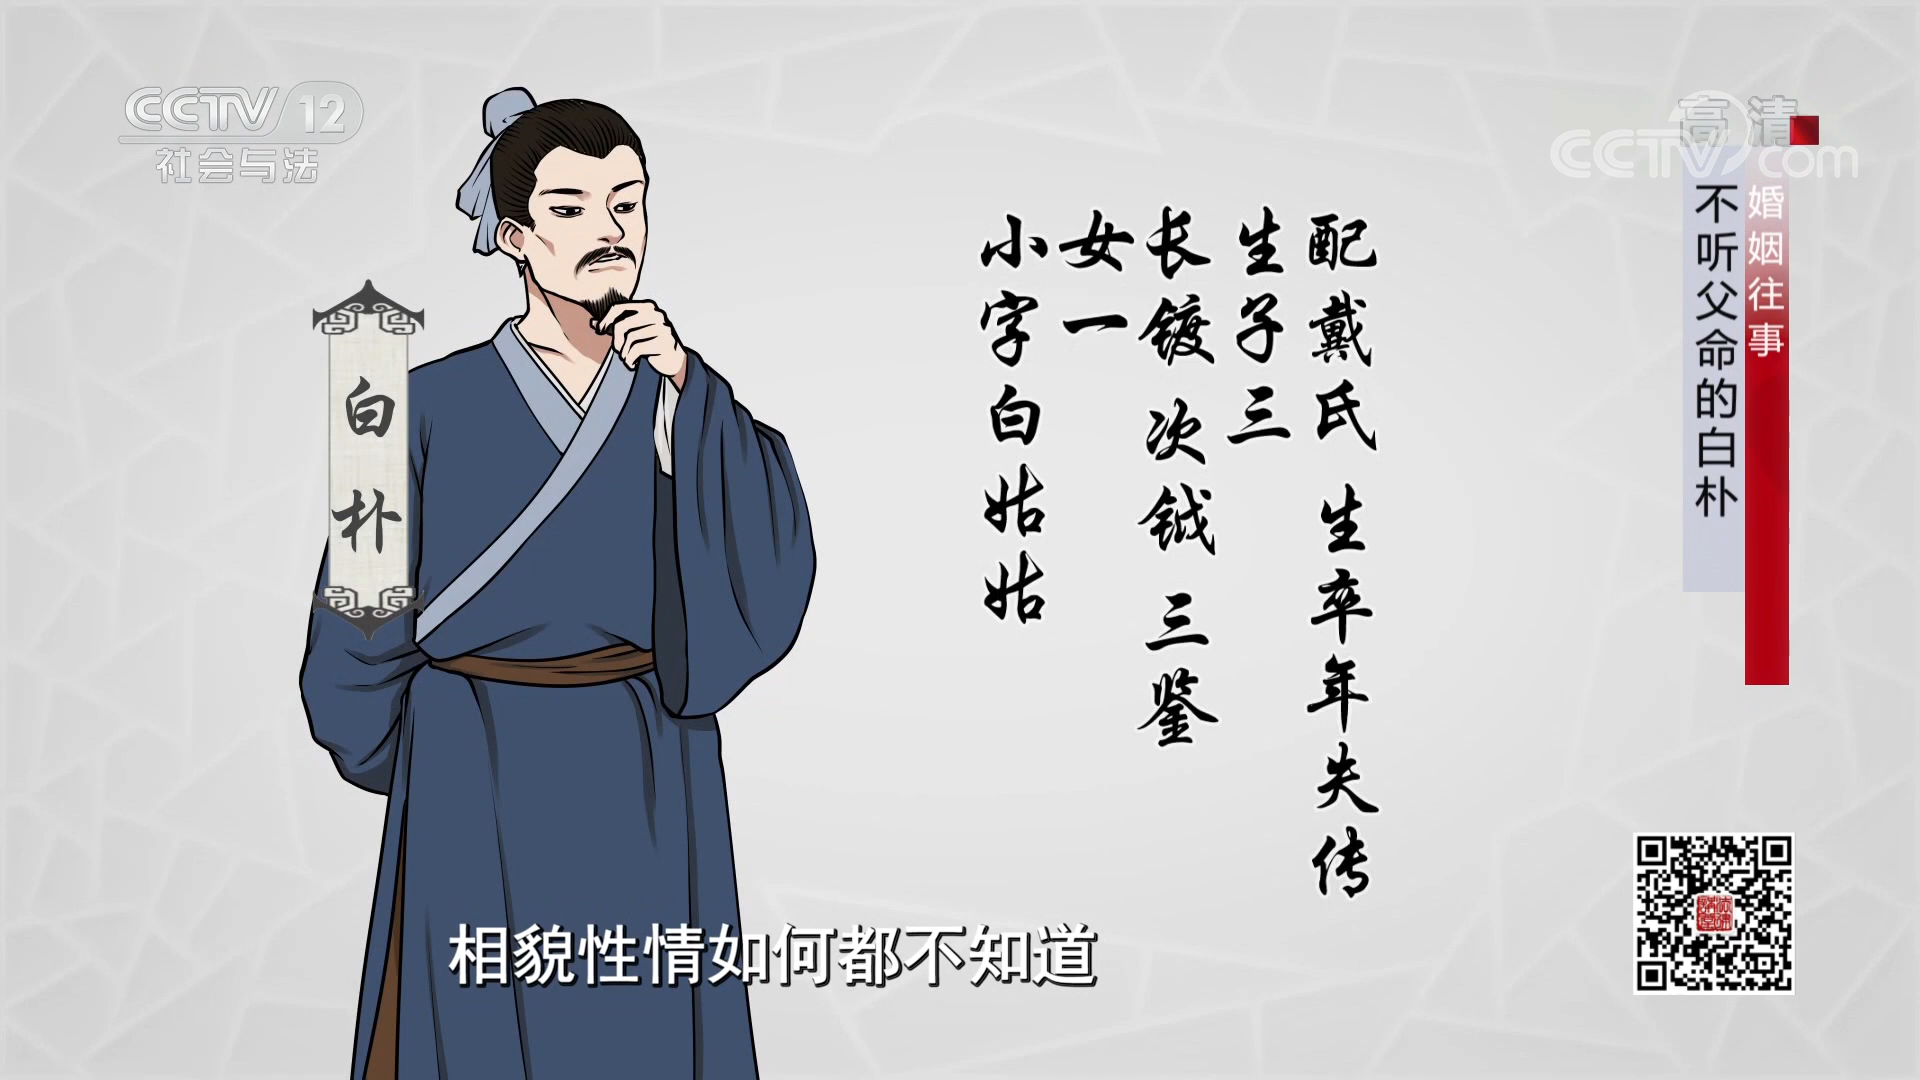 CCTV 12
社会与法
高清
CCTV.com
婚姻往事
不听父命的白朴
配戴氏 生卒年失传
生子三
长镀 次钺 三鉴
女一
小字白姑姑
白朴
相貌性情如何都不知道